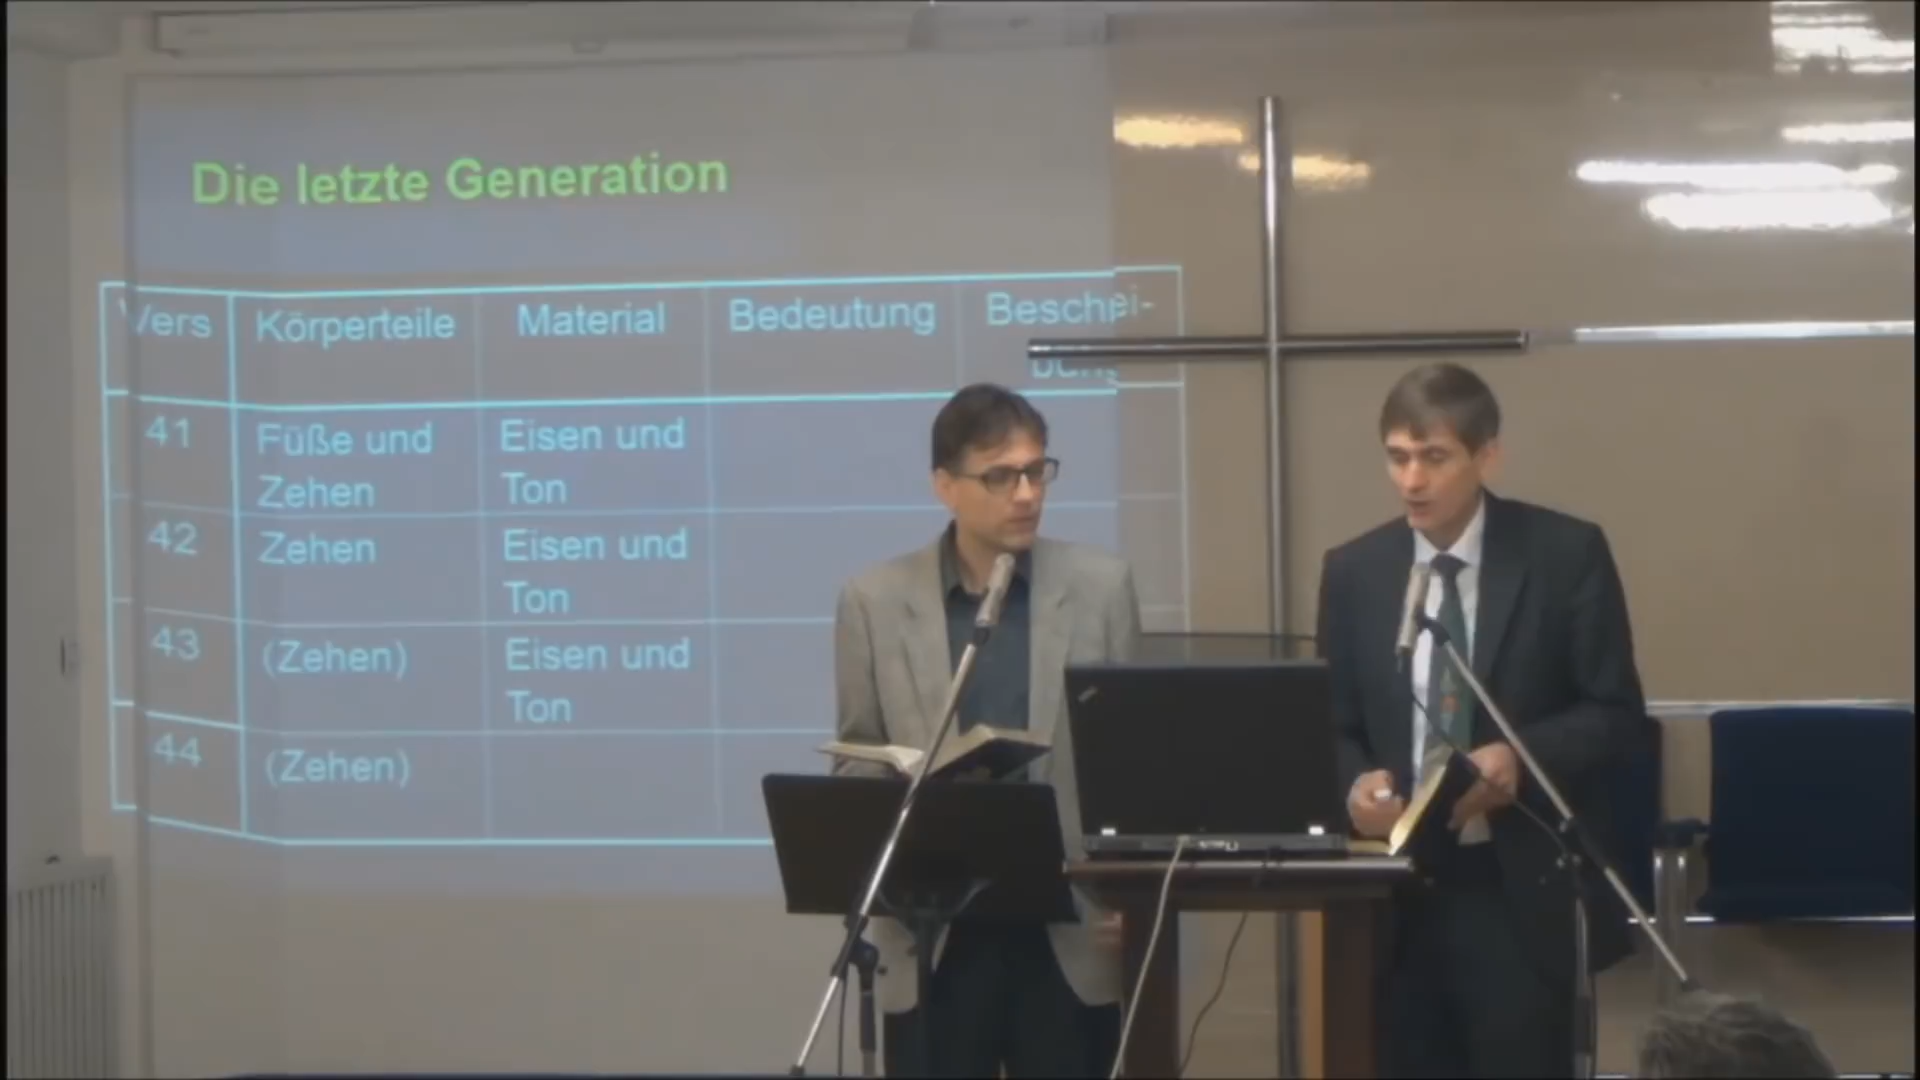 Die letzte Generation
Vers Körperteile Material Bedeutung Beschei-
bung
41 Füße und Eisen und
Zehen Ton
42 Zehen Eisen und
Ton
43 (Zehen) Eisen und
Ton
44 (Zehen)